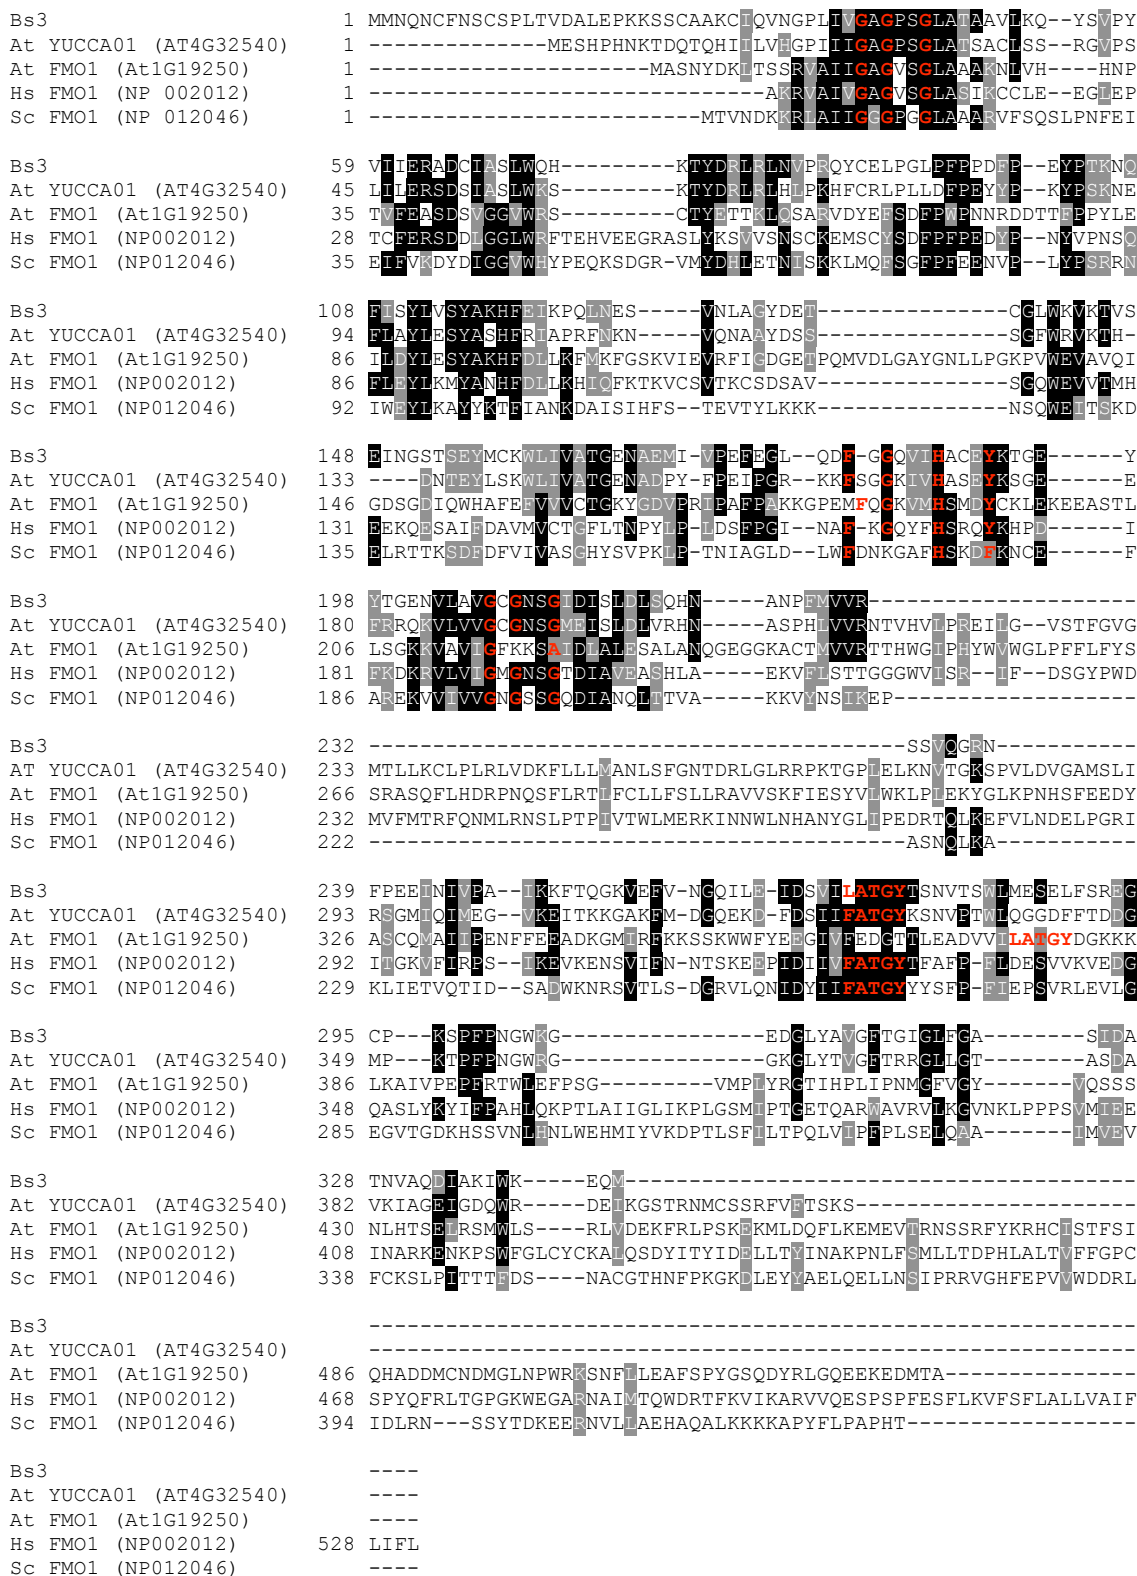 Bs3 1 MMNQNCFNSCSPLTVDALEPKKSSCAAKCIQVNGPLIVGAGPSGLATAAVLKQ--YSVPY
At YUCCA01 (AT4G32540) 1 --------------MESHPHNKTDQTQHIILVHGPIIIGAGPSGLATSACLSS--RGVPS
At FMO1 (At1G19250) 1 ----------------------MASNYDKLTSSRVAIIGAGVSGLAAAKNLVH----HNP
Hs FMO1 (NP 002012) 1 -------------------------------AKRVAIVGAGVSGLASIKCCLE--EGLEP
Sc FMO1 (NP 012046) 1 --------------------------MTVNDKKRLAIIGGGPGGLAAARVFSQSLPNFEI
Bs3 59 VIIERADCIASLWQH---------KTYDRLRLNVPRQYCELPGLPFPPDFP--EYPTKNQ
At YUCCA01 (AT4G32540) 45 LILERSDSIASLWKS---------KTYDRLRLHLPKHFCRLPLLDFPEYYP--KYPSKNE
At FMO1 (At1G19250) 35 TVFEASDSVGGVWRS---------CTYETTKLQSARVDYEFSDFPWPNNRDDTTFPPYLE
Hs FMO1 (NP002012) 28 TCFERSDDLGGLWRFTEHVEEGRASLYKSVVSNSCKEMSCYSDFPFPEDYP--NYVPNSQ
Sc FMO1 (NP012046) 35 EIFVKDYDIGGVWHYPEQKSDGR-VMYDHLETNISKKLMQFSGFPFEENVP--LYPSRRN
Bs3 108 FISYLVSYAKHFEIKPQLNES-----VNLAGYDET---------------CGLWKVKTVS
At YUCCA01 (AT4G32540) 94 FLAYLESYASHFRIAPRFNKN-----VQNAAYDSS---------------SGFWRVKTH-
At FMO1 (At1G19250) 86 ILDYLESYAKHFDLLKFMKFGSKVIEVRFIGDGETPQMVDLGAYGNLLPGKPVWEVAVQI
Hs FMO1 (NP002012) 86 FLEYLKMYANHFDLLKHIQFKTKVCSVTKCSDSAV---------------SGQWEVVTMH
Sc FMO1 (NP012046) 92 IWEYLKAYYKTFIANKDAISIHFS--TEVTYLKKK---------------NSQWEITSKD
Bs3 148 EINGSTSEYMCKWLIVATGENAEMI-VPEFEGL--QDF-GGQVIHACEYKTGE------Y
At YUCCA01 (AT4G32540) 133 ----DNTEYLSKWLIVATGENADPY-FPEIPGR--KKFSGGKIVHASEYKSGE------E
At FMO1 (At1G19250) 146 GDSGDIQWHAFEFVVVCTGKYGDVPRIPAFPAKKGPEMFQGKVMHSMDYCKLEKEEASTL
Hs FMO1 (NP002012) 131 EEKQESAIFDAVMVCTGFLTNPYLP-LDSFPGI--NAF-KGQYFHSRQYKHPD------I
Sc FMO1 (NP012046) 135 ELRTTKSDFDFVIVASGHYSVPKLP-TNIAGLD--LWFDNKGAFHSKDFKNCE------F
Bs3 198 YTGENVLAVGCGNSGIDISLDLSQHN-----ANPFMVVR---------------------
At YUCCA01 (AT4G32540) 180 FRRQKVLVVGCGNSGMEISLDLVRHN-----ASPHLVVRNTVHVLPREILG--VSTFGVG
At FMO1 (At1G19250) 206 LSGKKVAVIGFKKSAIDLALESALANQGEGGKACTMVVRTTHWGIPHYWVWGLPFFLFYS
Hs FMO1 (NP002012) 181 FKDKRVLVIGMGNSGTDIAVEASHLA-----EKVFLSTTGGGWVISR--IF--DSGYPWD
Sc FMO1 (NP012046) 186 AREKVVIVVGNGSSGQDIANQLTTVA-----KKVYNSIKEP-------------------
Bs3 232 ------------------------------------------SSVQGRN-----------
AT YUCCA01 (AT4G32540) 233 MTLLKCLPLRLVDKFLLLMANLSFGNTDRLGLRRPKTGPLELKNVTGKSPVLDVGAMSLI
At FMO1 (At1G19250) 266 SRASQFLHDRPNQSFLRTLFCLLFSLLRAVVSKFIESYVLWKLPLEKYGLKPNHSFEEDY
Hs FMO1 (NP002012) 232 MVFMTRFQNMLRNSLPTPIVTWLMERKINNWLNHANYGLIPEDRTQLKEFVLNDELPGRI
Sc FMO1 (NP012046) 222 ------------------------------------------ASNQLKA-----------
Bs3 239 FPEEINIVPA--IKKFTQGKVEFV-NGQILE-IDSVILATGYTSNVTSWLMESELFSREG
At YUCCA01 (AT4G32540) 293 RSGMIQIMEG--VKEITKKGAKFM-DGQEKD-FDSIIFATGYKSNVPTWLQGGDFFTDDG
At FMO1 (At1G19250) 326 ASCQMAIIPENFFEEADKGMIRFKKSSKWWFYEEGIVFEDGTTLEADVVILATGYDGKKK
Hs FMO1 (NP002012) 292 ITGKVFIRPS--IKEVKENSVIFN-NTSKEEPIDIIVFATGYTFAFP-FLDESVVKVEDG
Sc FMO1 (NP012046) 229 KLIETVQTID--SADWKNRSVTLS-DGRVLQNIDYIIFATGYYYSFP-FIEPSVRLEVLG
Bs3 295 CP---KSPFPNGWKG-----------EDGLYAVGFTGIGLFGA--------SIDA
At YUCCA01 (AT4G32540) 349 MP---KTPFPNGWRG-----------GKGLYTVGFTRRGLLGT--------ASDA
At FMO1 (At1G19250) 386 LKAIVPEPFRTWLEFPSG---------VMPLYRGTIHPLIPNMGFVGY-------VQSSS
Hs FMO1 (NP002012) 348 QASLYKYIFPAHLQKPTLAIIGLIKPLGSMIPTGETQARWAVRVLKGVNKLPPPSVMIEE
Sc FMO1 (NP012046) 285 EGVTGDKHSSVNLHNLWEHMIYVKDPTLSFILTPQLVIPFPLSELQAA------IMVEV
Bs3 328 TNVAQDIAKIWK-----EQM----------------------------------------
At YUCCA01 (AT4G32540) 382 VKIAGEIGDQWR-----DEIKGSTRNMCSSRFVFTSKS----------------------
At FMO1 (At1G19250) 430 NLHTSELRSMWLS----RLVDEKFRLPSKEKMLDQFLKEMEVTRNSSRFYKRHCISTFSI
Hs FMO1 (NP002012) 408 INARKENKPSWFGLCYCKALQSDYITYIDELLTYINAKPNLFSMLLTDPHLALTVFFGPC
Sc FMO1 (NP012046) 338 FCKSLPITTTFDS----NACGTHNFPKGKDLEYYAELQELLNSIPRRVGHFEPVVWDDRL
Bs3 ------------------------------------------------------------
At YUCCA01 (AT4G32540) ------------------------------------------------------------
At FMO1 (At1G19250) 486 QHADDMCNDMGLNPWRKSNFLLEAFSPYGSQDYRLGQEEKEDMTA---------------
Hs FMO1 (NP002012) 468 SPYQFRLTGPGKWEGARNAIMTQWDRTFKVIKARVVQESPSPFESFLKVFSFLALLVAIF
Sc FMO1 (NP012046) 394 IDLRN---SSYTDKEERNVLLAEHAQALKKKKAPYFLPAPHT------------------
Bs3 ----
At YUCCA01 (AT4G32540) ----
At FMO1 (At1G19250) ----
Hs FMO1 (NP002012) 528 LIFL
Sc FMO1 (NP012046) ----